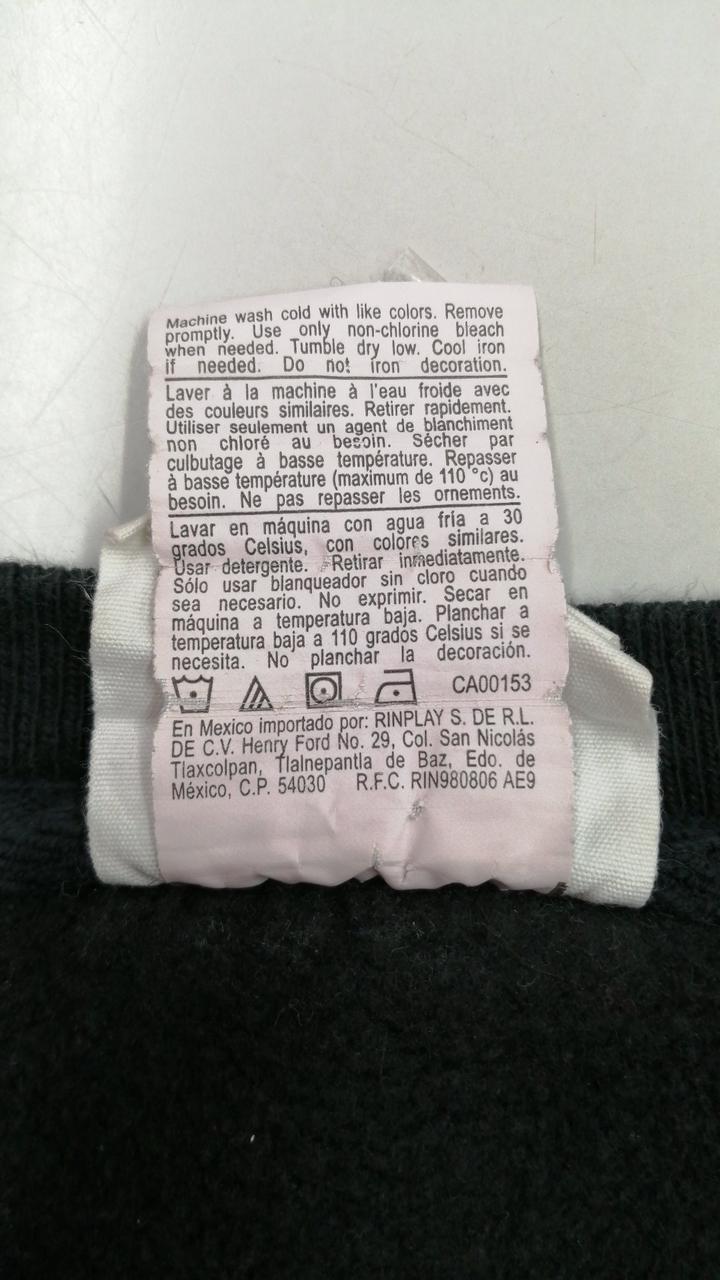 Machine wash cold with like colors. Remove
promptly. Use only non-chlorine bleach
when needed. Tumble dry low. Cool iron
if needed. Do not iron decoration.
Laver à la machine à l'eau froide avec
des couleurs similaires. Retirer rapidement.
Utiliser seulement un agent de blanchiment
non chloré au besoin. Sécher par
culbutage à basse température. Repasser
à basse température (maximum de 110 °c) au
besoin. Ne pas repasser les ornements.
Lavar en máquina con agua fría a 30
grados Celsius, con colores similares.
Usar detergente. Retirar inmediatamente.
Sólo usar blanqueador sin cloro cuando
sea necesario. No exprimir. Secar en
máquina a temperatura baja. Planchar a
temperatura baja a 110 grados Celsius si se
necesita. No planchar la decoración.
CA00153
En Mexico importado por: RINPLAY S. DE R.L.
DE C.V. Henry Ford No. 29, Col. San Nicolás
Tlaxcolpan, Tlalnepantla de Baz, Edo. de
México, C.P. 54030 R.F.C. RIN980806 AE9